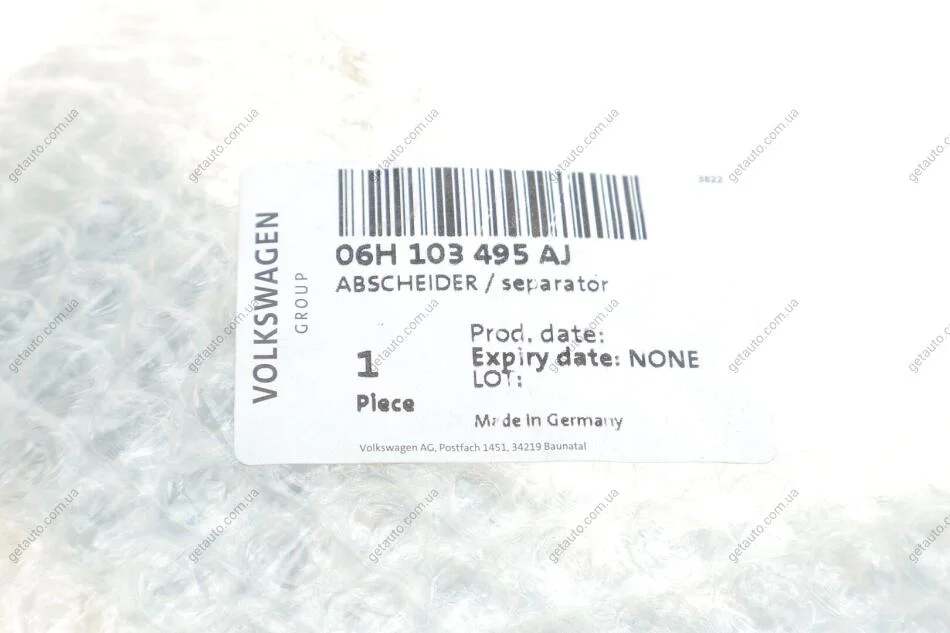 3822
VOLKSWAGEN
GROUP
06H 103 495 AJ
ABSCHEIDER / separator
Prod. date:
Expiry date: NONE
LOT:
1
Piece
Made in Germany
Volkswagen AG, Postfach 1451, 34219 Baunatal
getauto.com.ua